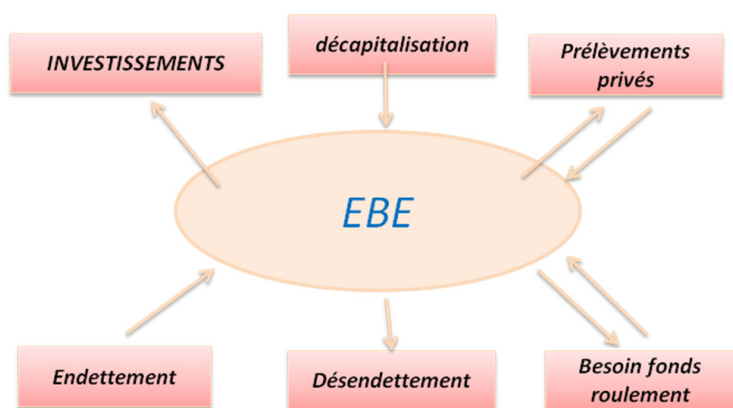 décapitalisation
INVESTISSEMENTS
Prélèvements
privés
EBE
Endettement
Désendettement
Besoin fonds
roulement